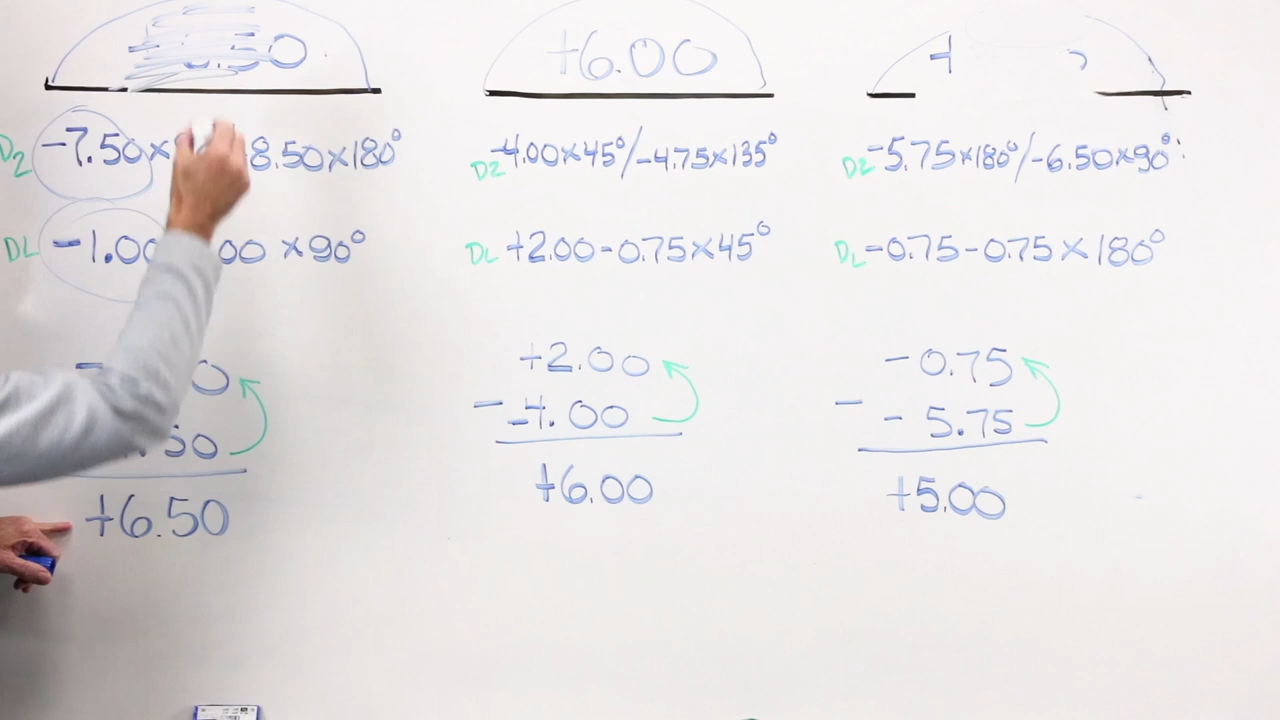 +6.00
+
D2 -7.50× 8.50×180°
D2 -4.00×45°/-4.75×135°
D2 -5.75×180°/-6.50×90°
DL -1.00 00 ×90°
DL +2.00-0.75×45°
DL -0.75-0.75×180°
- 0
50
+6.50
+2.00
- -4.00
+6.00
-0.75
- -5.75
+5.00